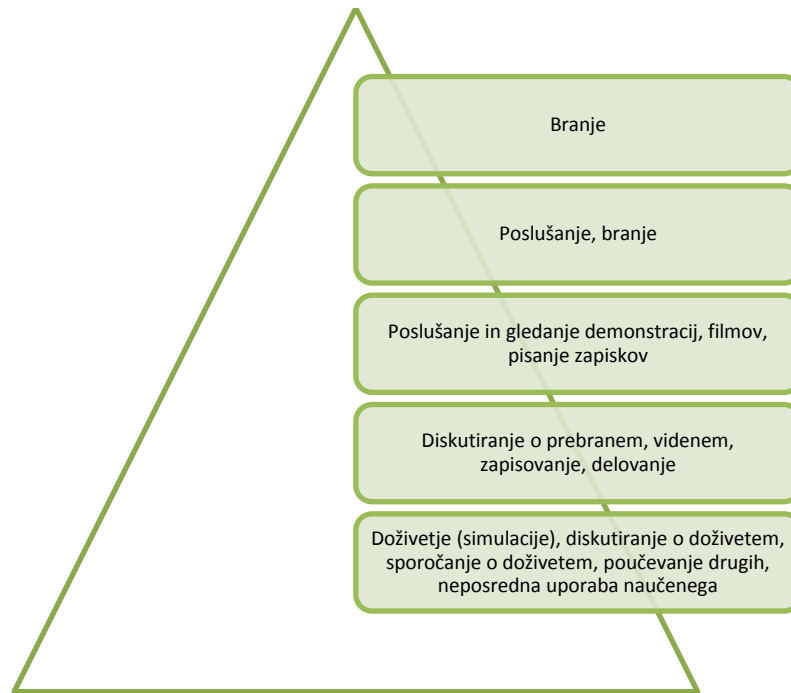 Branje
Poslušanje, branje
Poslušanje in gledanje demonstracij, filmov,
pisanje zapiskov
Diskutiranje o prebranem, videnem,
zapisovanje, delovanje
Doživetje (simulacije), diskutiranje o doživetem,
sporočanje o doživetem, poučevanje drugih,
neposredna uporaba naučenega